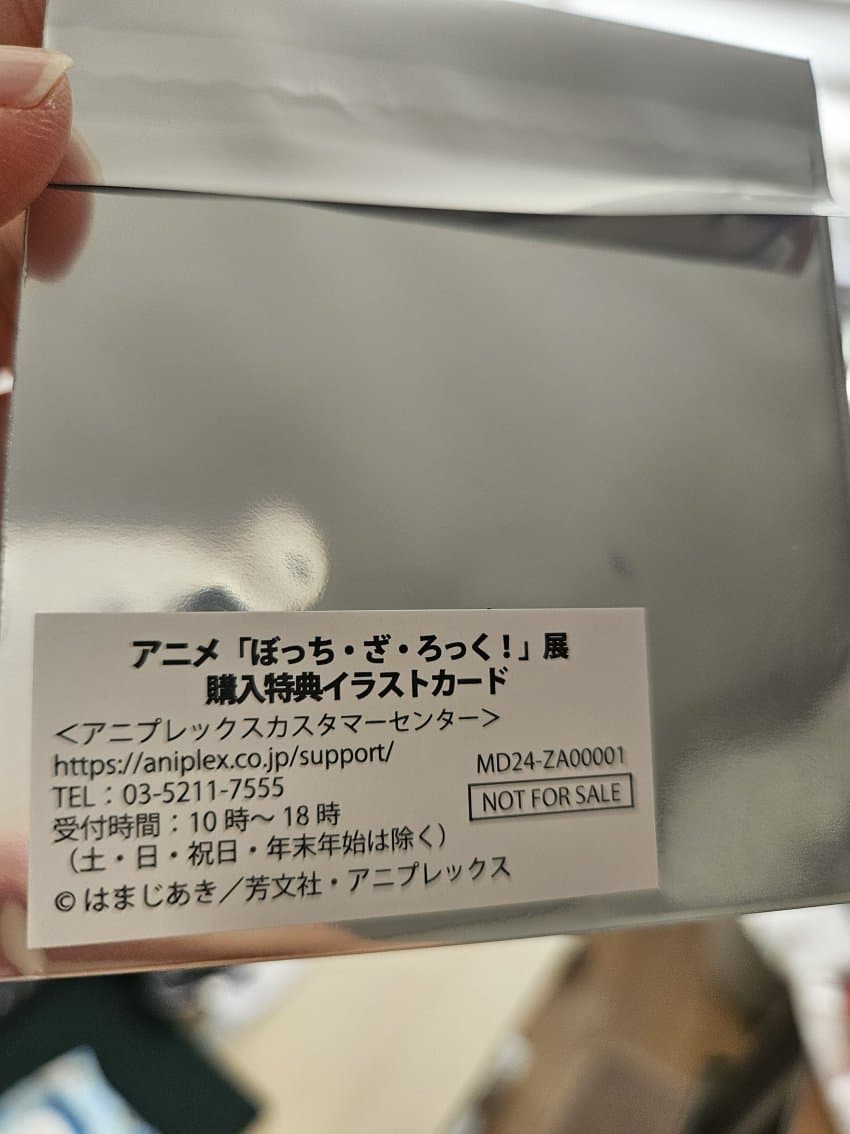 アニメ「ぼっち・ざ・ろっく！」展
購入特典イラストカード
＜アニプレックスカスタマーセンター＞
https://aniplex.co.jp/support/
MD24-ZA00001
TEL：03-5211-7555
NOT FOR SALE
受付時間：10時～18時
（土・日・祝日・年末年始は除く）
© はまじあき／芳文社・アニプレックス